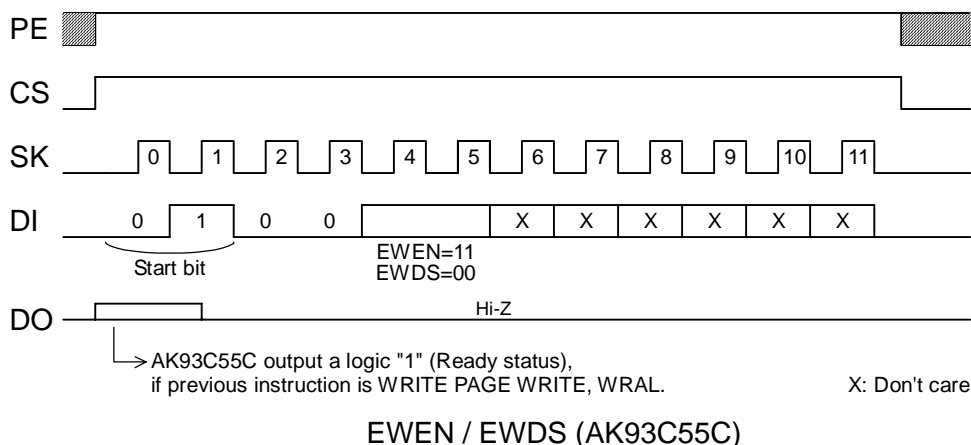 PE
CS
SK 0 1 2 3 4 5 6 7 8 9 10 11
DI 0 1 0 0 X X X X X X
Start bit
EWEN=11
EWDS=00
DO Hi-Z
AK93C55C output a logic "1" (Ready status),
if previous instruction is WRITE PAGE WRITE, WRAL.
X: Don't care
EWEN / EWDS (AK93C55C)